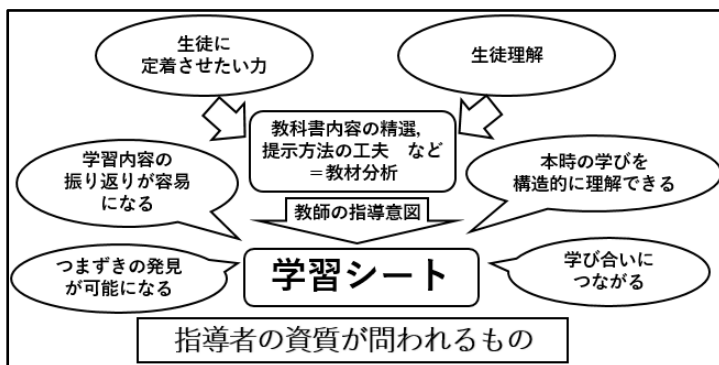 生徒に
定着させたい力
生徒理解
教科書内容の精選，
提示方法の工夫　など
＝教材分析
学習内容の
振り返りが容易
になる
本時の学びを
構造的に理解できる
教師の指導意図
つまずきの発見
が可能になる
学習シート
学び合いに
つながる
指導者の資質が問われるもの